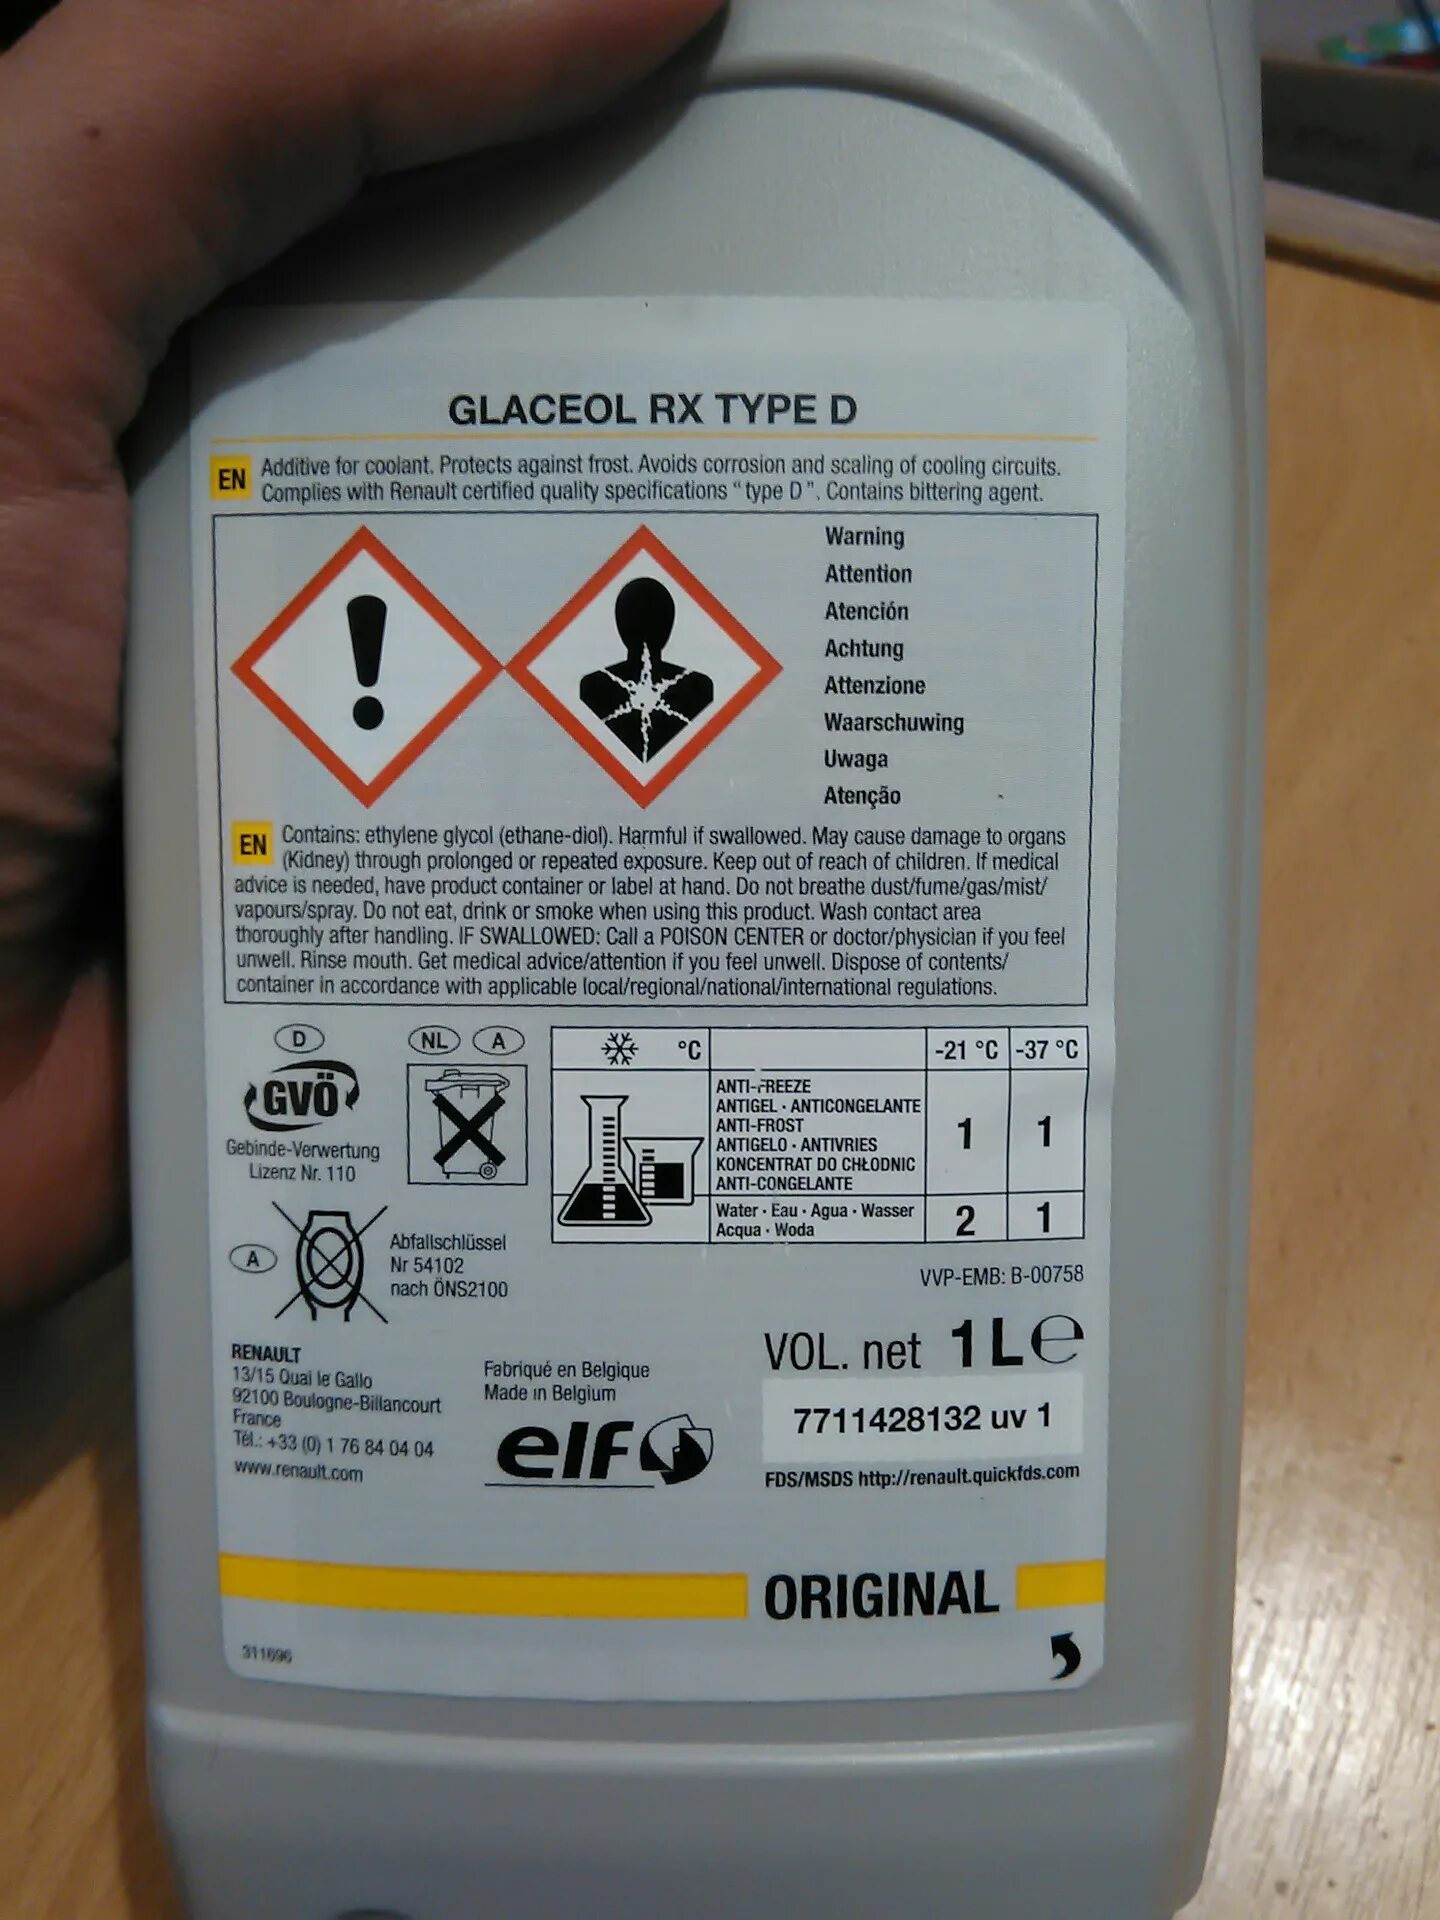 GLACEOL RX TYPE D
EN Additive for coolant. Protects against frost. Avoids corrosion and scaling of cooling circuits.
Complies with Renault certified quality specifications “type D”. Contains bittering agent.
Warning
Attention
Atención
Achtung
Attenzione
Waarschuwing
Uwaga
Atenção
EN Contains: ethylene glycol (ethane-diol). Harmful if swallowed. May cause damage to organs
(Kidney) through prolonged or repeated exposure. Keep out of reach of children. If medical
advice is needed, have product container or label at hand. Do not breathe dust/fume/gas/mist/
vapours/spray. Do not eat, drink or smoke when using this product. Wash contact area
thoroughly after handling. IF SWALLOWED: Call a POISON CENTER or doctor/physician if you feel
unwell. Rinse mouth. Get medical advice/attention if you feel unwell. Dispose of contents/
container in accordance with applicable local/regional/national/international regulations.
D
GVÖ
Gebinde-Verwertung
Lizenz Nr. 110
NL A
°C -21 °C -37 °C
ANTI-FREEZE
ANTIGEL · ANTICONGELANTE
ANTI-FROST
ANTIGELO · ANTIVRIES
KONCENTRAT DO CHŁODNIC
ANTI-CONGELANTE
1 1
Water · Eau · Agua · Wasser
Acqua · Woda
2 1
A
Abfallschlüssel
Nr 54102
nach ÖNS2100
VVP-EMB: B-00758
RENAULT
13/15 Quai le Gallo
92100 Boulogne-Billancourt
France
Tél.: +33 (0) 1 76 84 04 04
www.renault.com
Fabriqué en Belgique
Made in Belgium
elf
VOL. net 1 L e
7711428132 uv 1
FDS/MSDS http://renault.quickfds.com
ORIGINAL
311696